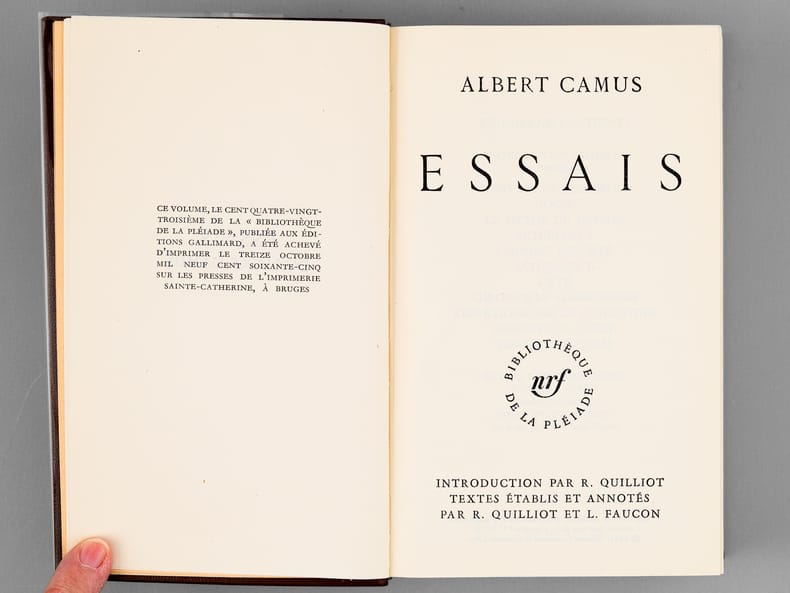 CE VOLUME, LE CENT QUATRE-VINGT-
TROISIÈME DE LA « BIBLIOTHÈQUE
DE LA PLÉIADE », PUBLIÉE AUX ÉDI-
TIONS GALLIMARD, A ÉTÉ ACHEVÉ
D'IMPRIMER LE TREIZE OCTOBRE
MIL NEUF CENT SOIXANTE-CINQ
SUR LES PRESSES DE L'IMPRIMERIE
SAINTE-CATHERINE, À BRUGES
ALBERT CAMUS
ESSAIS
BIBLIOTHÈQUE
nrf
DE LA PLÉIADE
INTRODUCTION PAR R. QUILLIOT
TEXTES ÉTABLIS ET ANNOTÉS
PAR R. QUILLIOT ET L. FAUCON